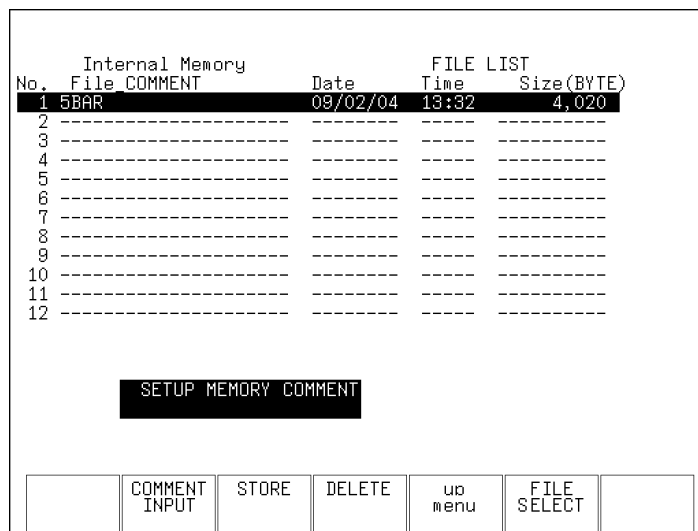 Internal Memory FILE LIST
No. File_COMMENT Date Time Size(BYTE)
1 5BAR 09/02/04 13:32 4,020
2 --------------------- -------- ----- ----------
3 --------------------- -------- ----- ----------
4 --------------------- -------- ----- ----------
5 --------------------- -------- ----- ----------
6 --------------------- -------- ----- ----------
7 --------------------- -------- ----- ----------
8 --------------------- -------- ----- ----------
9 --------------------- -------- ----- ----------
10 --------------------- -------- ----- ----------
11 --------------------- -------- ----- ----------
12 --------------------- -------- ----- ----------
SETUP MEMORY COMMENT
COMMENT INPUT
STORE
DELETE
up menu
FILE SELECT